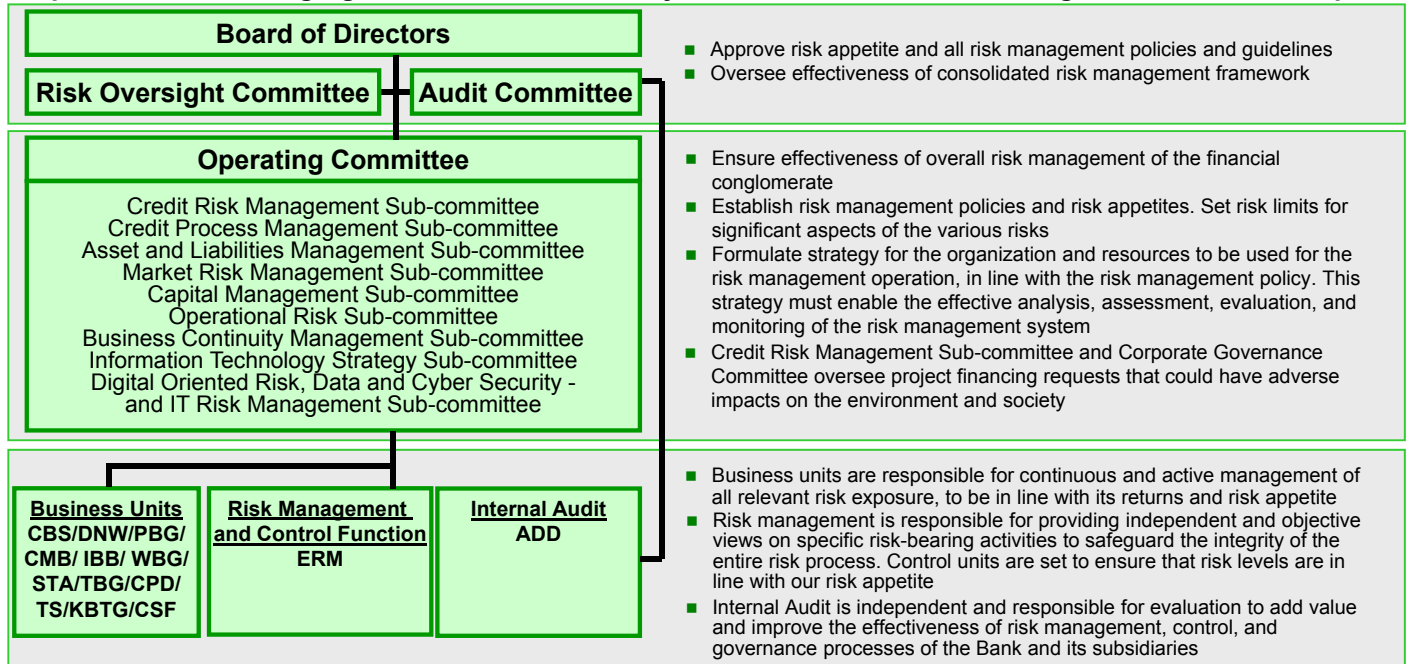 Board of Directors
Risk Oversight Committee
Audit Committee
■ Approve risk appetite and all risk management policies and guidelines
■ Oversee effectiveness of consolidated risk management framework
Operating Committee
Credit Risk Management Sub-committee
Credit Process Management Sub-committee
Asset and Liabilities Management Sub-committee
Market Risk Management Sub-committee
Capital Management Sub-committee
Operational Risk Sub-committee
Business Continuity Management Sub-committee
Information Technology Strategy Sub-committee
Digital Oriented Risk, Data and Cyber Security -
and IT Risk Management Sub-committee
■ Ensure effectiveness of overall risk management of the financial
conglomerate
■ Establish risk management policies and risk appetites. Set risk limits for
significant aspects of the various risks
■ Formulate strategy for the organization and resources to be used for the
risk management operation, in line with the risk management policy. This
strategy must enable the effective analysis, assessment, evaluation, and
monitoring of the risk management system
■ Credit Risk Management Sub-committee and Corporate Governance
Committee oversee project financing requests that could have adverse
impacts on the environment and society
Business Units
CBS/DNW/PBG/
CMB/ IBB/ WBG/
STA/TBG/CPD/
TS/KBTG/CSF
Risk Management
and Control Function
ERM
Internal Audit
ADD
■ Business units are responsible for continuous and active management of
all relevant risk exposure, to be in line with its returns and risk appetite
■ Risk management is responsible for providing independent and objective
views on specific risk-bearing activities to safeguard the integrity of the
entire risk process. Control units are set to ensure that risk levels are in
line with our risk appetite
■ Internal Audit is independent and responsible for evaluation to add value
and improve the effectiveness of risk management, control, and
governance processes of the Bank and its subsidiaries